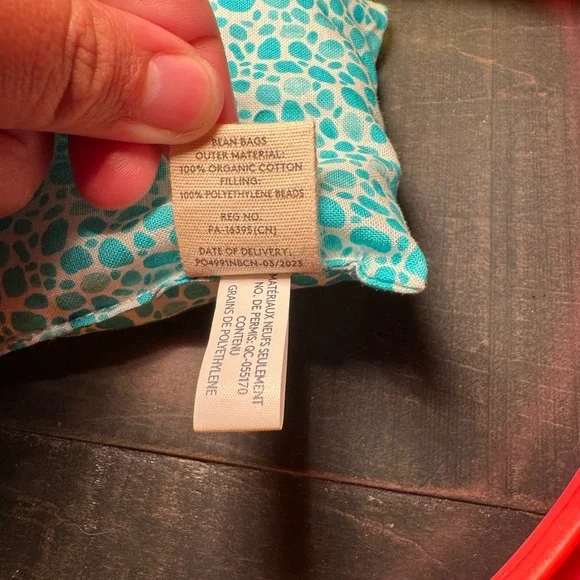 BEAN BAGS
OUTER MATERIAL:
100% ORGANIC COTTON
FILLING:
100% POLYETHYLENE BEADS
REG NO.
PA-16395(CN)
DATE OF DELIVERY:
PO4991NBCN-03/2023
MATÉRIAUX NEUFS SEULEMENT
NO. DE PERMIS: QC-055170
CONTENU
GRAINS DE POLYETHYLENE